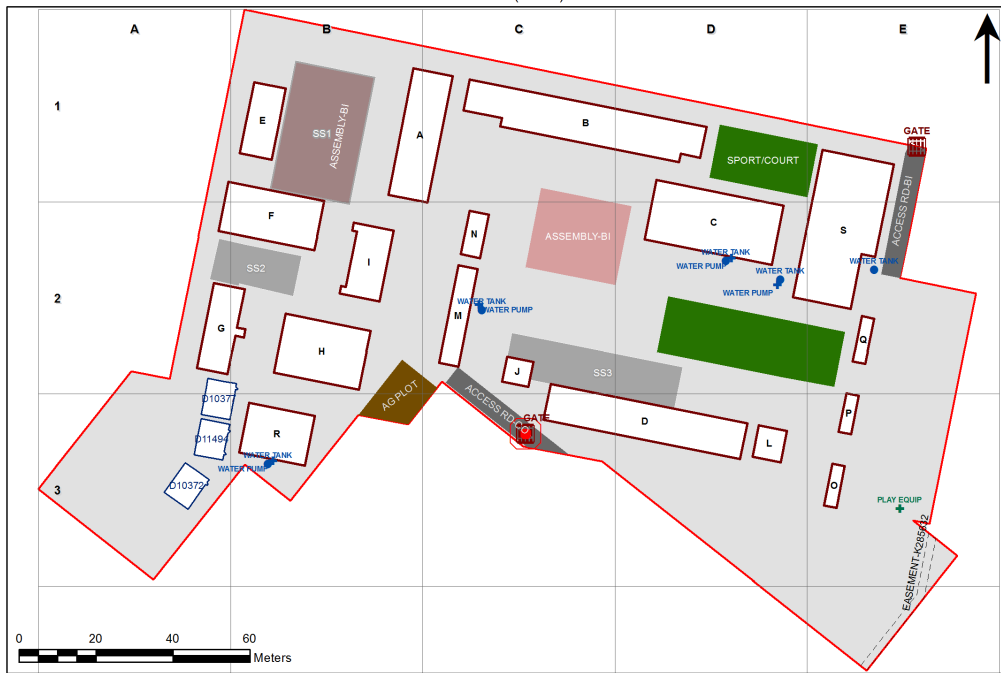 A
B
C
D
E
1
GATE
E
SS1
ASSEMBLY-BI
A
B
SPORT/COURT
ACCESS RD-BI
F
N
ASSEMBLY-BI
C
S
I
SS2
WATER TANK
WATER PUMP
WATER TANK
WATER TANK
WATER PUMP
2
WATER TANK
WATER PUMP
M
G
H
Q
J
SS3
AG PLOT
ACCESS RD-CO
D10377
GATE
P
D
R
D11494
L
WATER TANK
WATER PUMP
D10372
3
O
PLAY EQUIP
EASEMENT-K285632
0
20
40
60
Meters